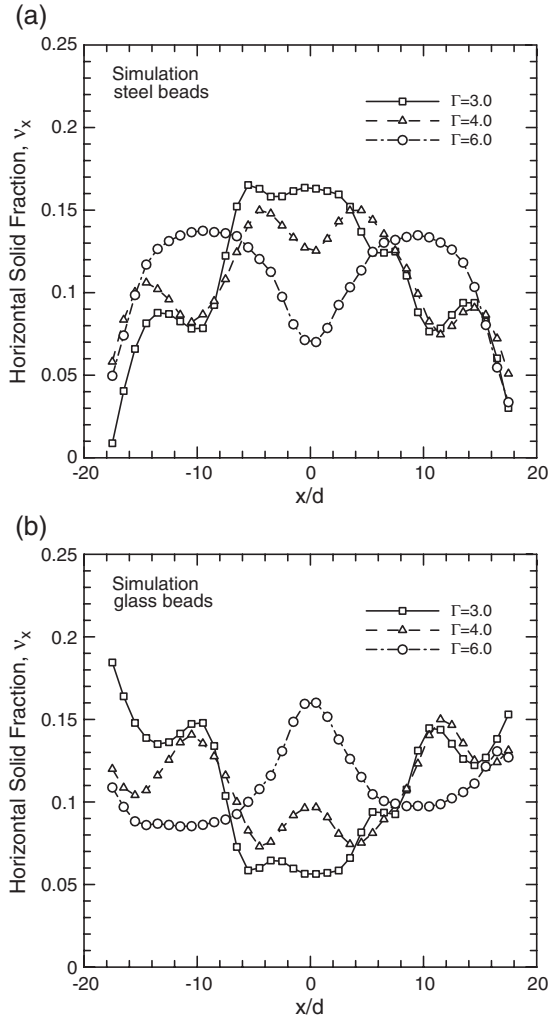 (a)
0.25
Simulation
steel beads
Γ=3.0
Γ=4.0
Γ=6.0
0.2
0.15
0.1
0.05
0
Horizontal Solid Fraction, νx
-20
-10
0
10
20
x/d
(b)
0.25
Simulation
glass beads
Γ=3.0
Γ=4.0
Γ=6.0
0.2
0.15
0.1
0.05
0
Horizontal Solid Fraction, νx
-20
-10
0
10
20
x/d